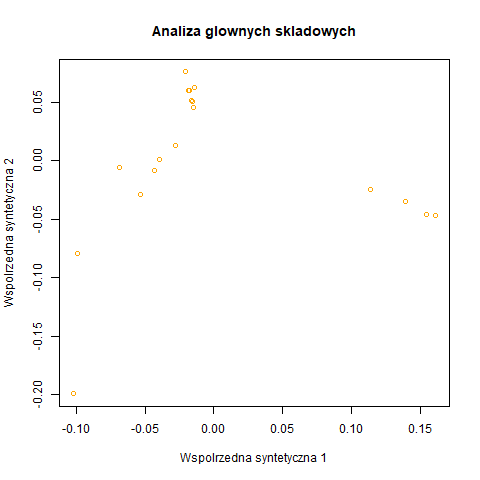 Analiza glownych skladowych
Wspolrzedna syntetyczna 2
0.05
0.00
-0.05
-0.10
-0.15
-0.20
-0.10 -0.05 0.00 0.05 0.10 0.15
Wspolrzedna syntetyczna 1